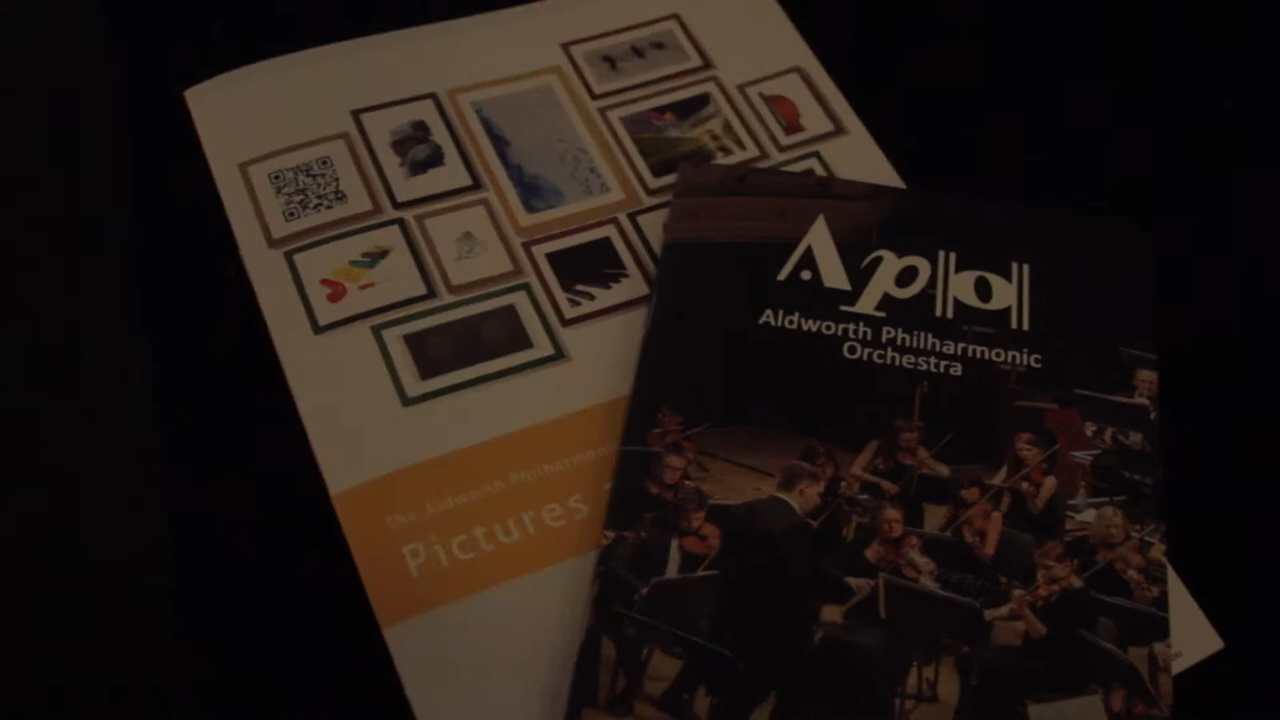 ApO
Aldworth Philharmonic
Orchestra
The Aldworth Philharmonic
Pictures